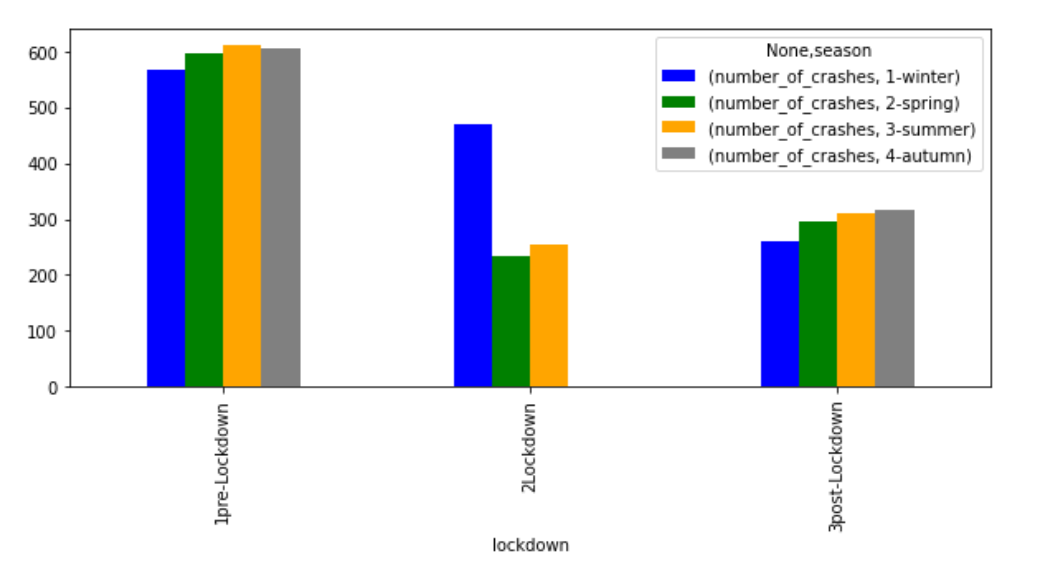 600
500
400
300
200
100
0
None,season
(number_of_crashes, 1-winter)
(number_of_crashes, 2-spring)
(number_of_crashes, 3-summer)
(number_of_crashes, 4-autumn)
1pre-Lockdown
2Lockdown
3post-Lockdown
lockdown